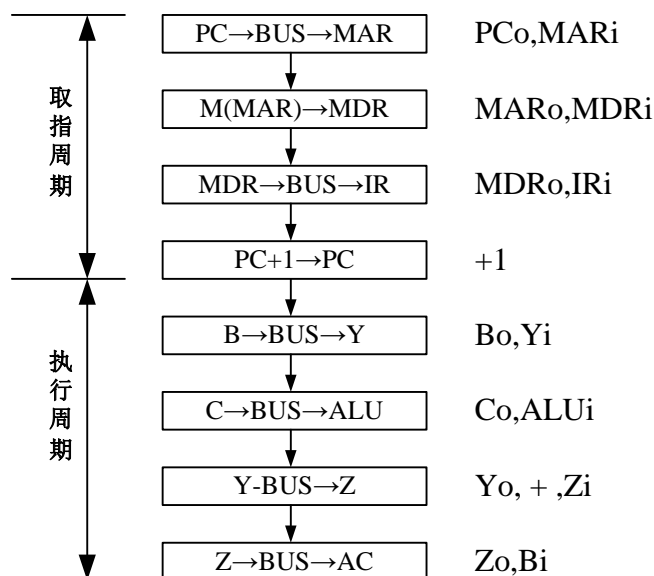 PC→BUS→MAR PCo,MARi
M(MAR)→MDR MARo,MDRi
MDR→BUS→IR MDRo,IRi
PC+1→PC +1
取指周期
B→BUS→Y Bo,Yi
C→BUS→ALU Co,ALUi
Y-BUS→Z Yo, + ,Zi
Z→BUS→AC Zo,Bi
执行周期